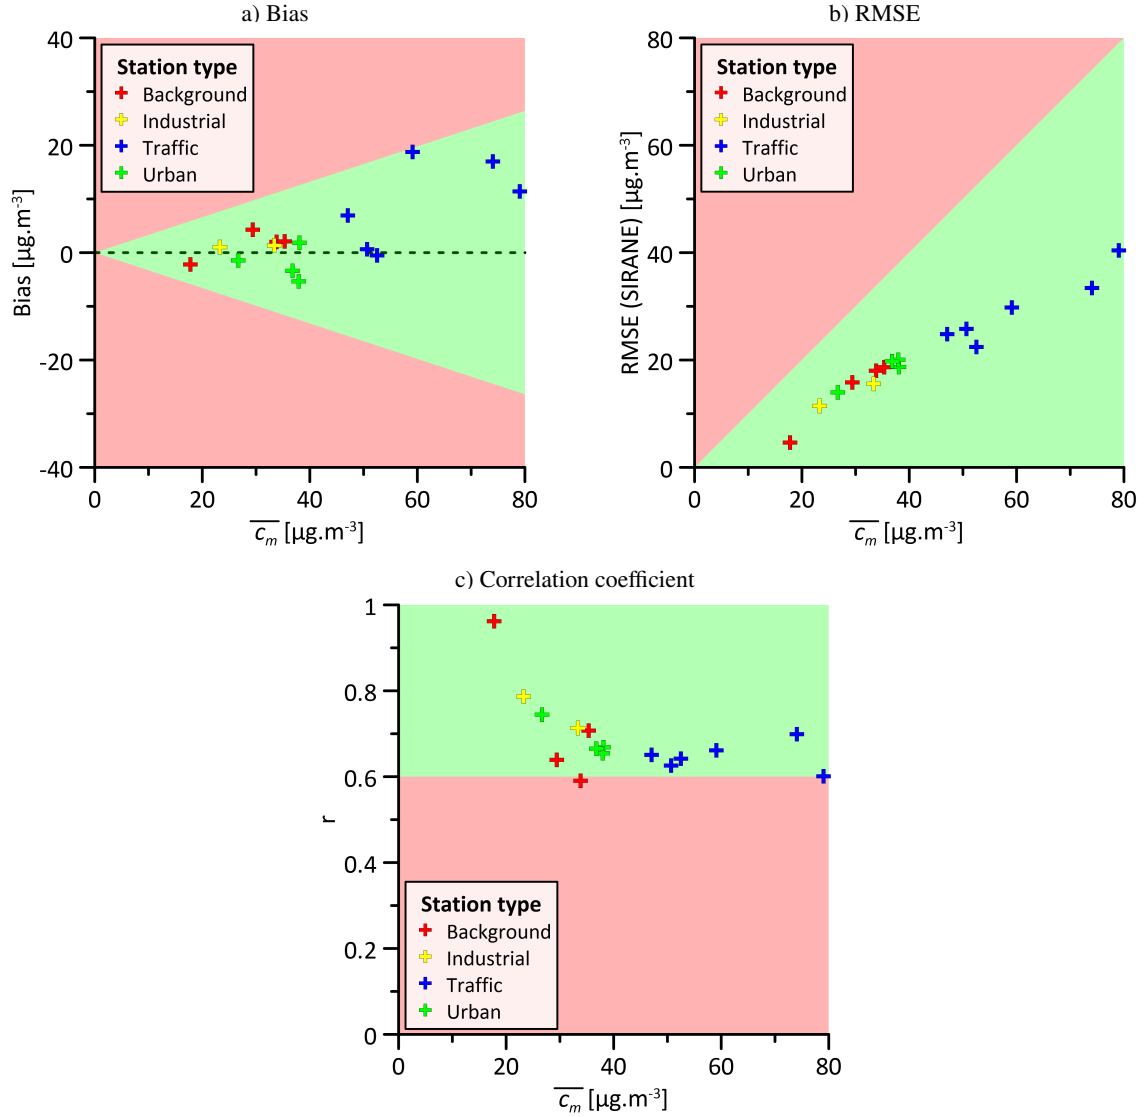 a) Bias
40
20
0
-20
-40
Bias [µg.m-3]
Station type
Background
Industrial
Traffic
Urban
0 20 40 60 80
cm [µg.m-3]
b) RMSE
80
60
40
20
0
RMSE (SIRANE) [µg.m-3]
Station type
Background
Industrial
Traffic
Urban
0 20 40 60 80
cm [µg.m-3]
c) Correlation coefficient
1
0.8
0.6
0.4
0.2
0
r
Station type
Background
Industrial
Traffic
Urban
0 20 40 60 80
cm [µg.m-3]